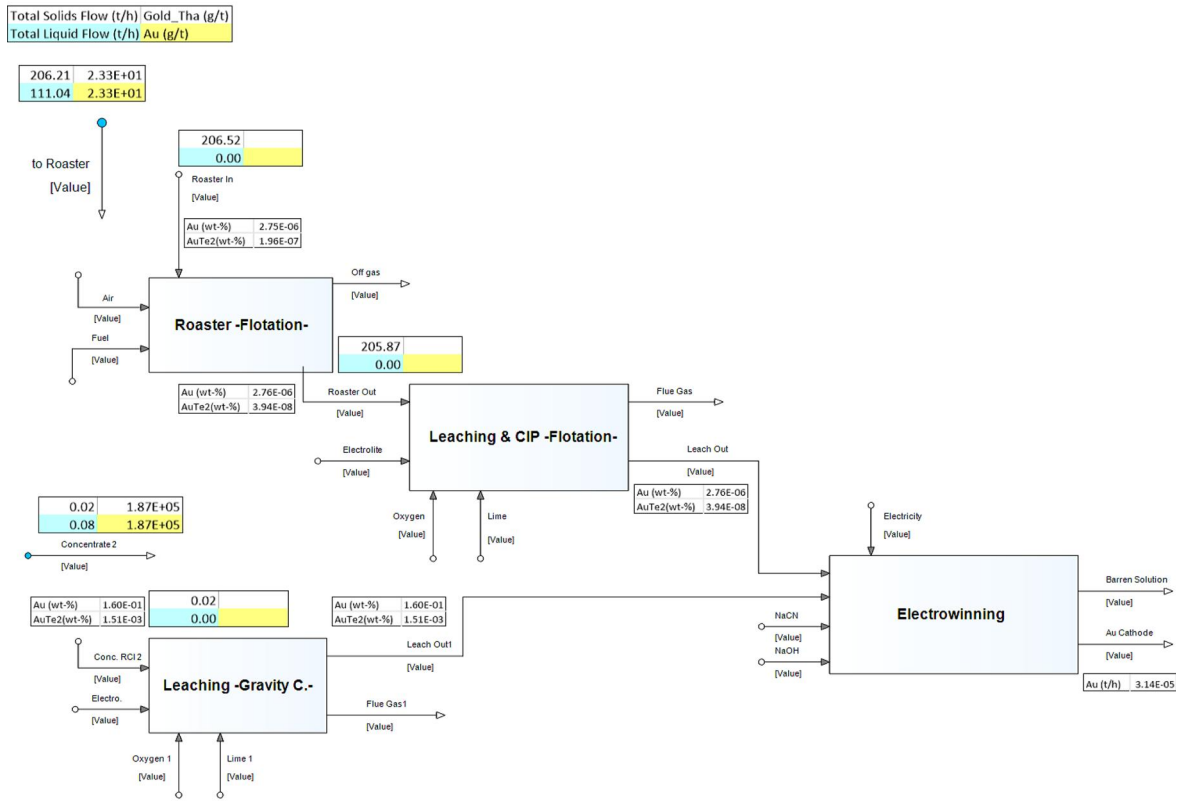 Total Solids Flow (t/h) Gold_Tha (g/t)
Total Liquid Flow (t/h) Au (g/t)
206.21 2.33E+01
111.04 2.33E+01
to Roaster
[Value]
206.52
0.00
Roaster In
[Value]
Au (wt-%) 2.75E-06
AuTe2(wt-%) 1.96E-07
Air
[Value]
Fuel
[Value]
Roaster -Flotation-
Off gas
[Value]
205.87
0.00
Au (wt-%) 2.76E-06
AuTe2(wt-%) 3.94E-08
Roaster Out
[Value]
Electrolite
[Value]
Leaching & CIP -Flotation-
Flue Gas
[Value]
Leach Out
[Value]
Au (wt-%) 2.76E-06
AuTe2(wt-%) 3.94E-08
Oxygen
[Value]
Lime
[Value]
0.02 1.87E+05
0.08 1.87E+05
Concentrate 2
[Value]
Au (wt-%) 1.60E-01
AuTe2(wt-%) 1.51E-03
0.02
0.00
Au (wt-%) 1.60E-01
AuTe2(wt-%) 1.51E-03
Conc. RCI 2
[Value]
Electro.
[Value]
Leaching -Gravity C.-
Leach Out1
[Value]
Flue Gas1
[Value]
Oxygen 1
[Value]
Lime 1
[Value]
Electricity
[Value]
NaCN
[Value]
NaOH
[Value]
Electrowinning
Barren Solution
[Value]
Au Cathode
[Value]
Au (t/h) 3.14E-05